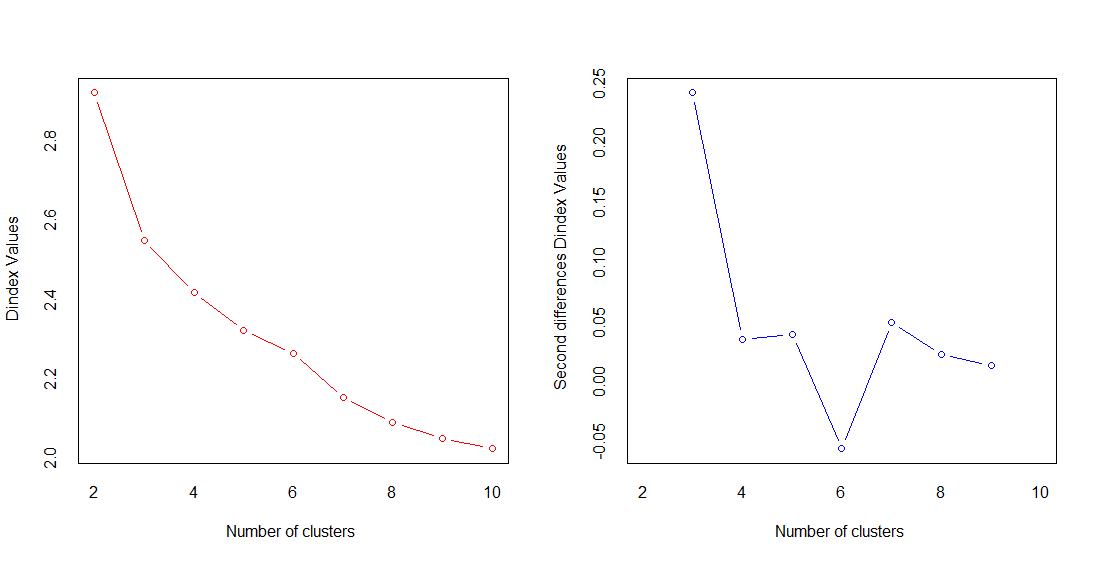 Dindex Values
2.8
2.6
2.4
2.2
2.0
2 4 6 8 10
Number of clusters
Second differences Dindex Values
0.25
0.20
0.15
0.10
0.05
0.00
−0.05
2 4 6 8 10
Number of clusters